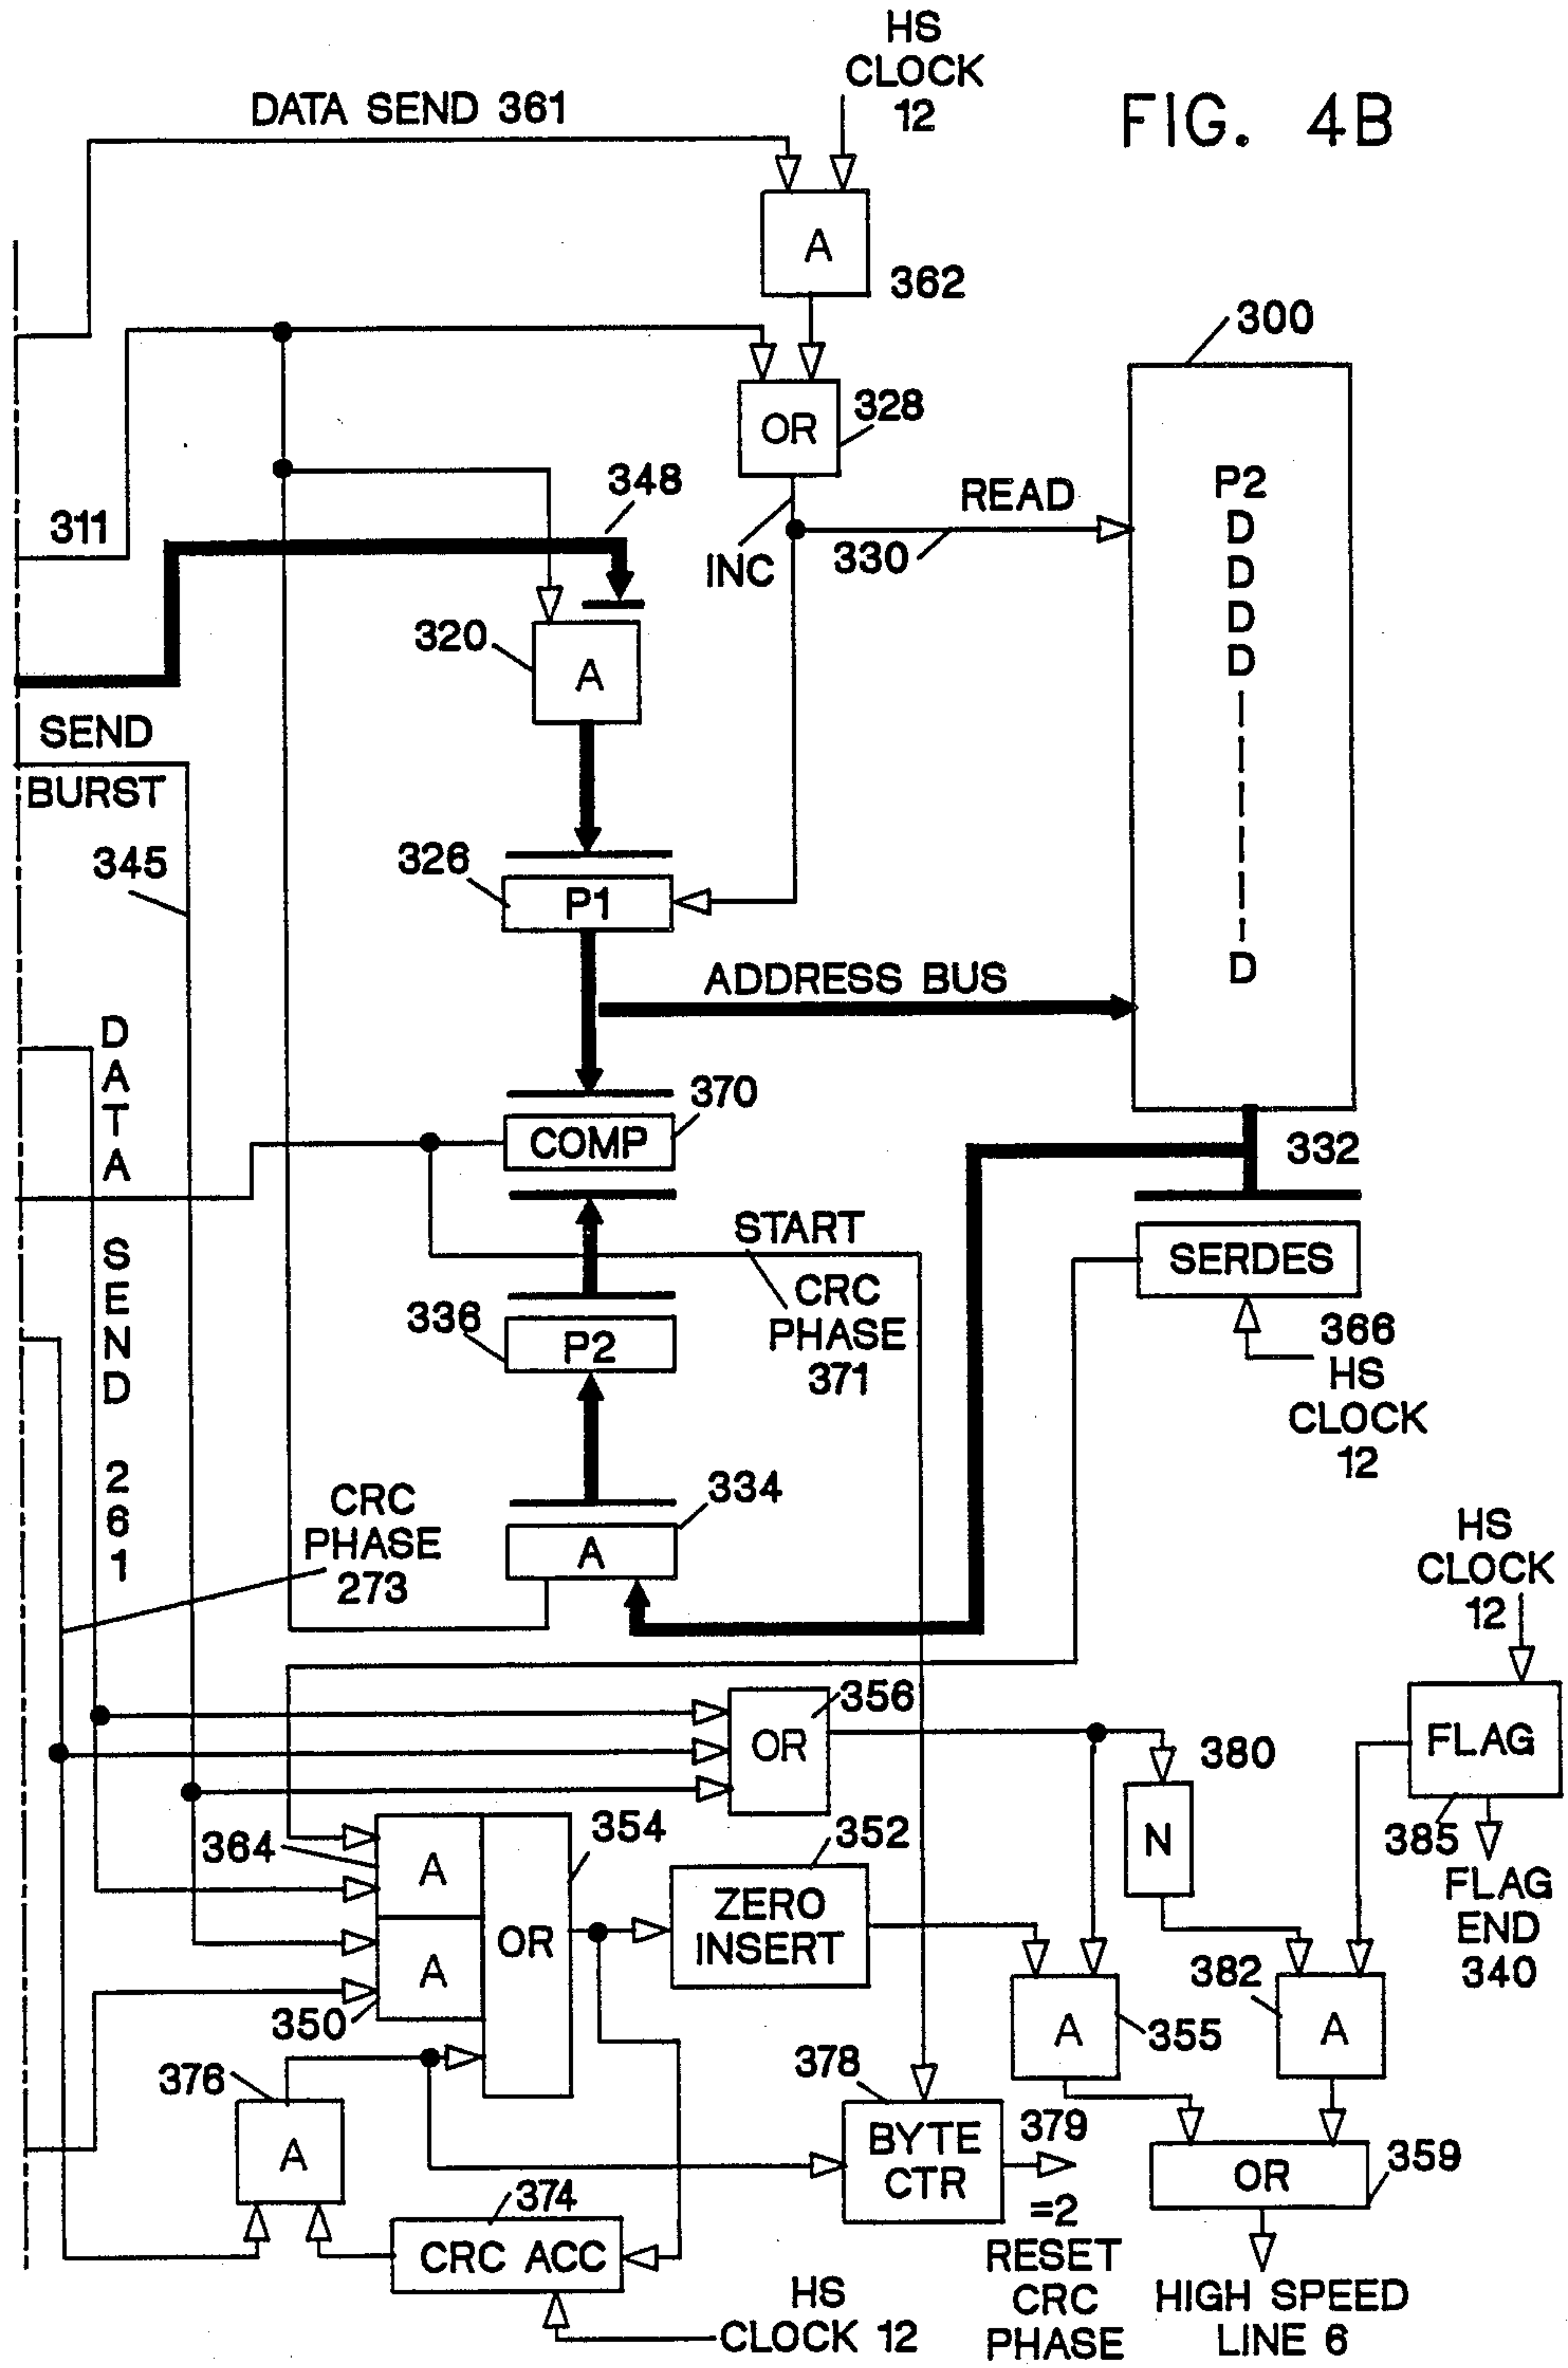 HS
CLOCK
12
FIG. 4B
DATA SEND 361
A
362
300
OR
328
P2
D
D
D
D
D
348
READ
311
INC
330
320
A
SEND
BURST
345
326
P1
ADDRESS BUS
DATA SEND 261
370
COMP
332
START
CRC
PHASE
371
SERDES
336
P2
366
HS
CLOCK
12
334
A
CRC
PHASE
273
HS
CLOCK
12
356
OR
380
FLAG
385
FLAG
END
340
N
364
A
354
352
ZERO
INSERT
OR
A
350
382
A
355
A
376
A
378
BYTE
CTR
379
=2
RESET
CRC
PHASE
OR
359
374
CRC ACC
HS
CLOCK 12
HIGH SPEED
LINE 6